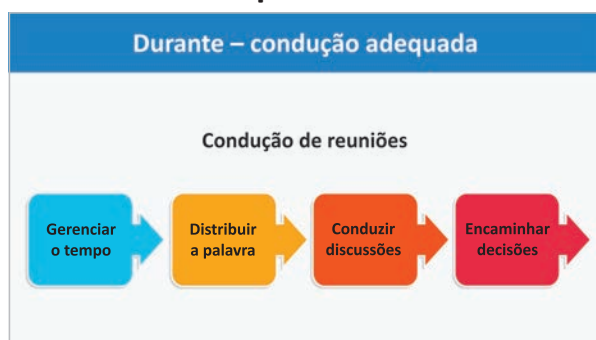 Durante – condução adequada
Condução de reuniões
Gerenciar
o tempo
Distribuir
a palavra
Conduzir
discussões
Encaminhar
decisões